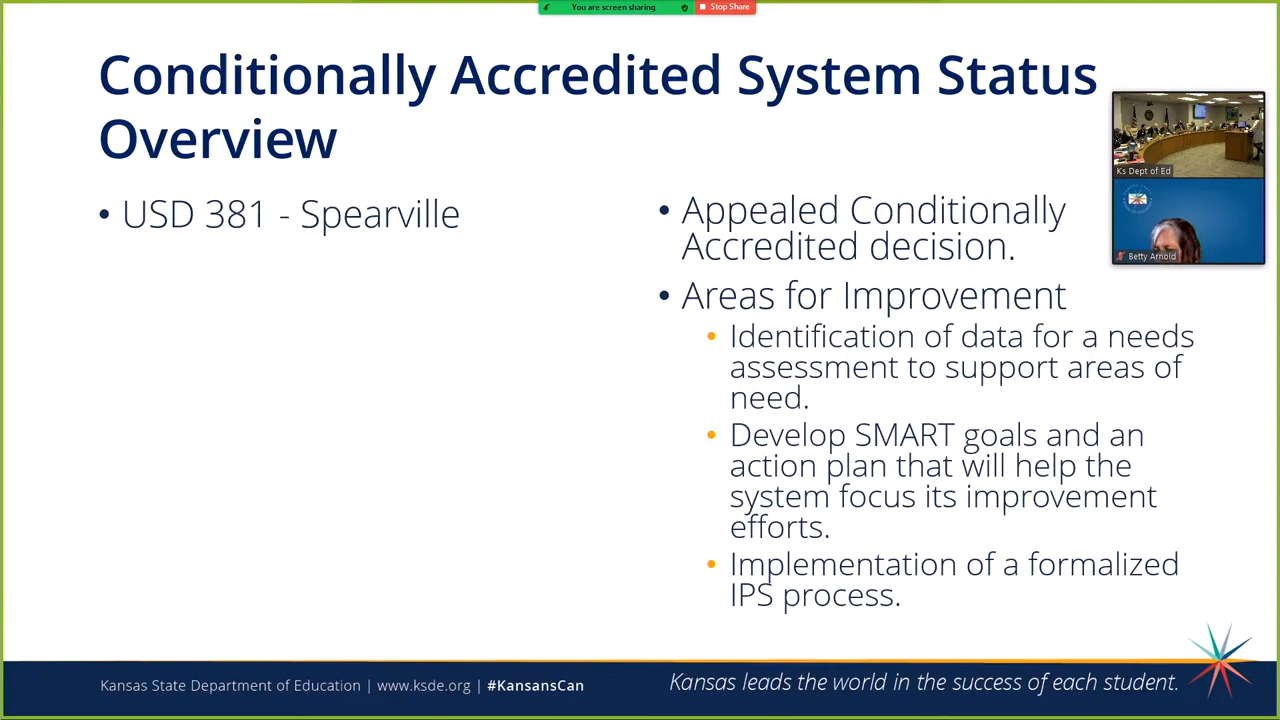 You are screen sharing
Stop Share
Conditionally Accredited System Status
Overview
• USD 381 - Spearville
• Appealed Conditionally
Accredited decision.
• Areas for Improvement
• Identification of data for a needs
assessment to support areas of
need.
• Develop SMART goals and an
action plan that will help the
system focus its improvement
efforts.
• Implementation of a formalized
IPS process.
Ks Dept of Ed
Betty Arnold
Kansas State Department of Education | www.ksde.org | #KansansCan
Kansas leads the world in the success of each student.